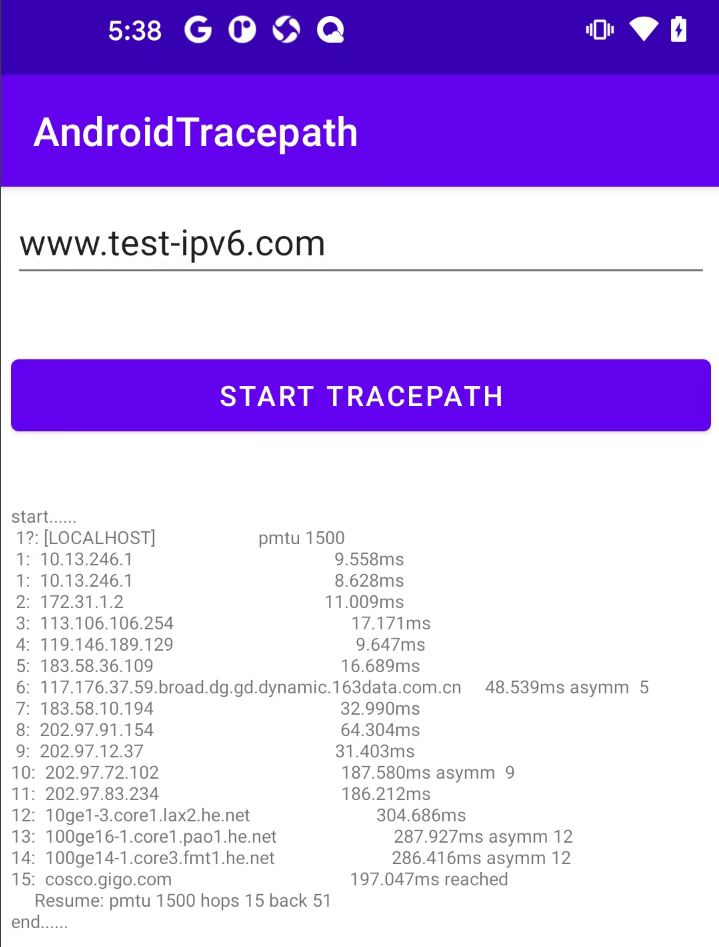 5:38
AndroidTracepath
www.test-ipv6.com
START TRACEPATH
start......
1?: [LOCALHOST] pmtu 1500
1: 10.13.246.1 9.558ms
1: 10.13.246.1 8.628ms
2: 172.31.1.2 11.009ms
3: 113.106.106.254 17.171ms
4: 119.146.189.129 9.647ms
5: 183.58.36.109 16.689ms
6: 117.176.37.59.broad.dg.gd.dynamic.163data.com.cn 48.539ms asymm 5
7: 183.58.10.194 32.990ms
8: 202.97.91.154 64.304ms
9: 202.97.12.37 31.403ms
10: 202.97.72.102 187.580ms asymm 9
11: 202.97.83.234 186.212ms
12: 10ge1-3.core1.lax2.he.net 304.686ms
13: 100ge16-1.core1.pao1.he.net 287.927ms asymm 12
14: 100ge14-1.core3.fmt1.he.net 286.416ms asymm 12
15: cosco.gigo.com 197.047ms reached
Resume: pmtu 1500 hops 15 back 51
end......